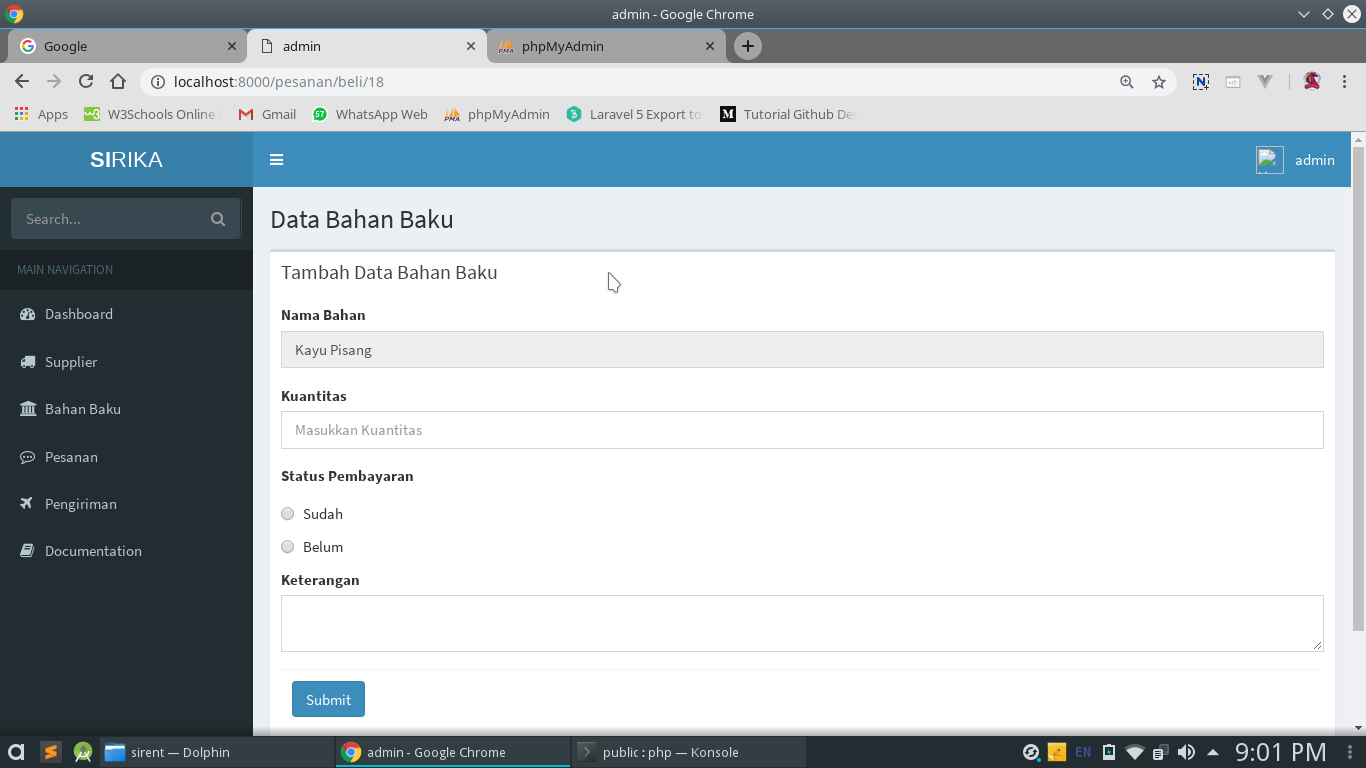 admin - Google Chrome
Google
admin
phpMyAdmin
localhost:8000/pesanan/beli/18
Apps
W3Schools Online
57
Gmail
WhatsApp Web
PMA
phpMyAdmin
Laravel 5 Export to
M
Tutorial Github Des
SIRIKA
admin
Search...
MAIN NAVIGATION
Dashboard
Supplier
Bahan Baku
Pesanan
Pengiriman
Documentation
Data Bahan Baku
Tambah Data Bahan Baku
Nama Bahan
Kayu Pisang
Kuantitas
Masukkan Kuantitas
Status Pembayaran
Sudah
Belum
Keterangan
Submit
sirent — Dolphin
admin - Google Chrome
public : php — Konsole
EN
9:01 PM